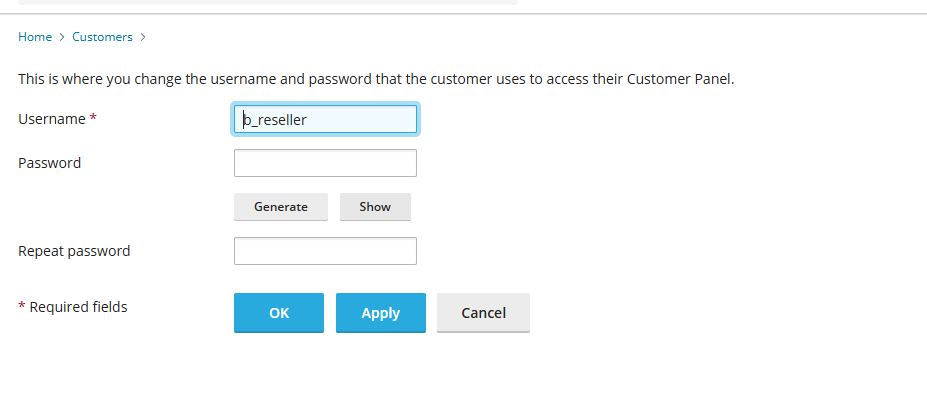 Home > Customers >
This is where you change the username and password that the customer uses to access their Customer Panel.
Username * b_reseller
Password
Generate Show
Repeat password
* Required fields OK Apply Cancel